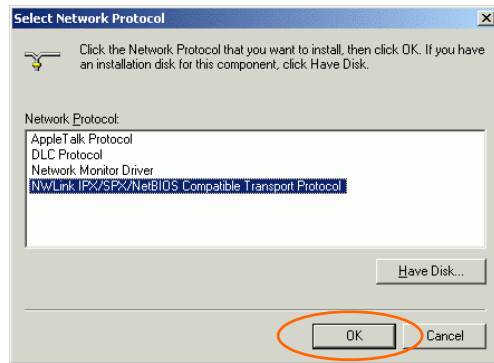 Select Network Protocol
Click the Network Protocol that you want to install, then click OK. If you have
an installation disk for this component, click Have Disk.
Network Protocol:
AppleTalk Protocol
DLC Protocol
Network Monitor Driver
NWLink IPX/SPX/NetBIOS Compatible Transport Protocol
Have Disk...
OK
Cancel